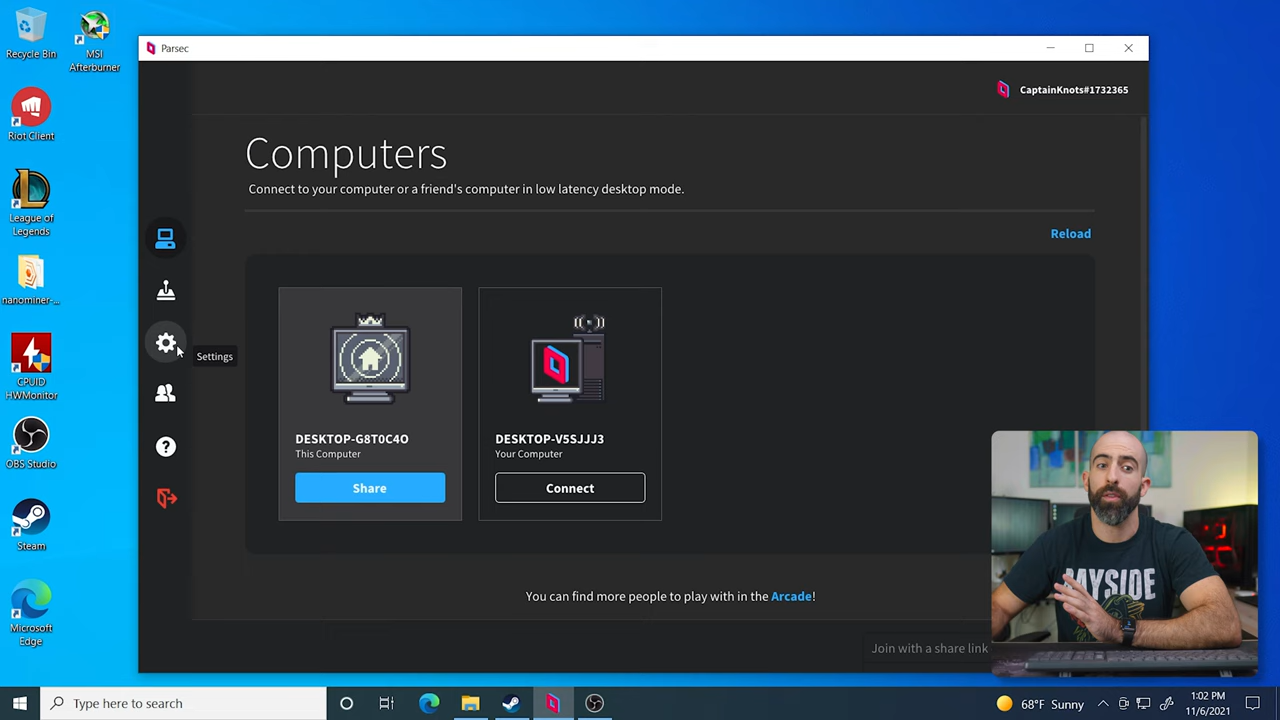 Recycle Bin
MSI
Afterburner
Riot Client
League of
Legends
nanominer-...
CPUID
HWMonitor
OBS Studio
Steam
Microsoft
Edge
Parsec
CaptainKnots#1732365
Computers
Connect to your computer or a friend's computer in low latency desktop mode.
Reload
Settings
DESKTOP-G8T0C4O
This Computer
Share
DESKTOP-V5SJJJ3
Your Computer
Connect
You can find more people to play with in the Arcade!
Join with a share link
MYSIDE
Type here to search
68°F Sunny
1:02 PM
11/6/2021